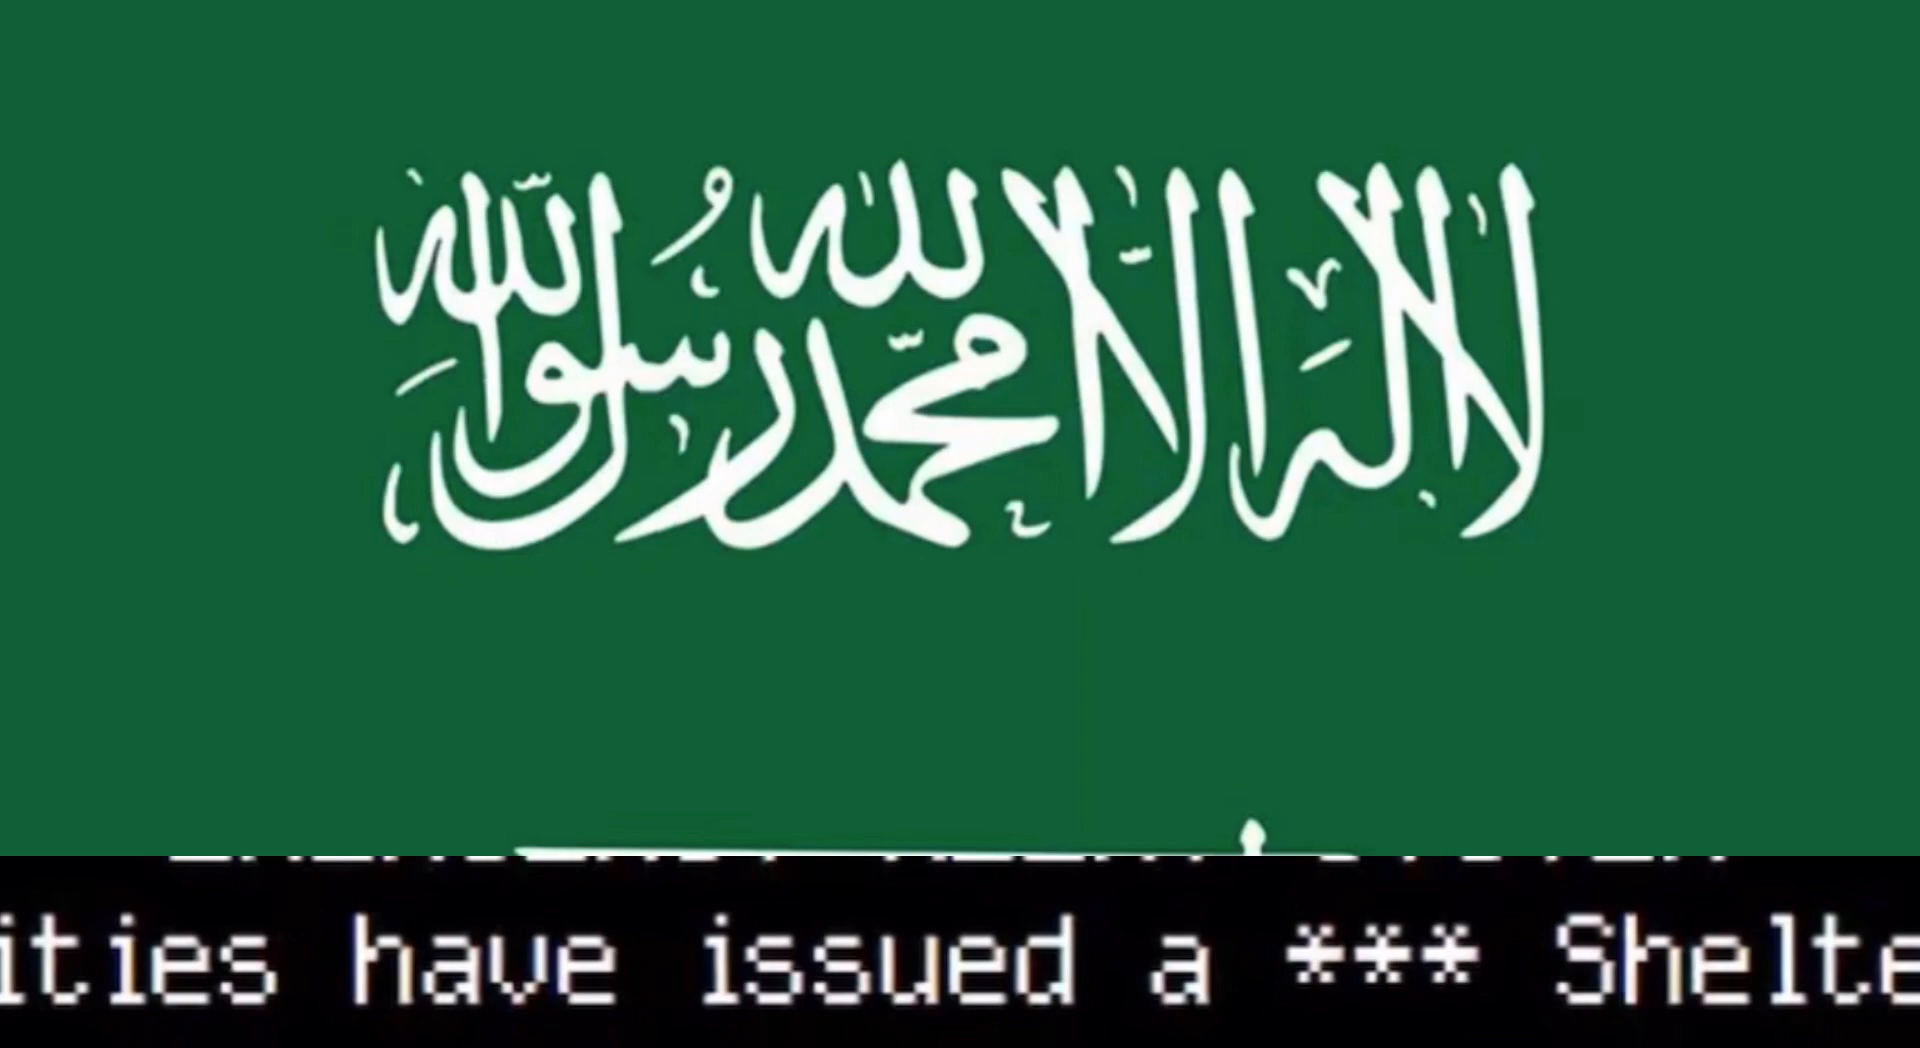 لا إله إلا الله محمد رسول الله
ities have issued a *** Shelte